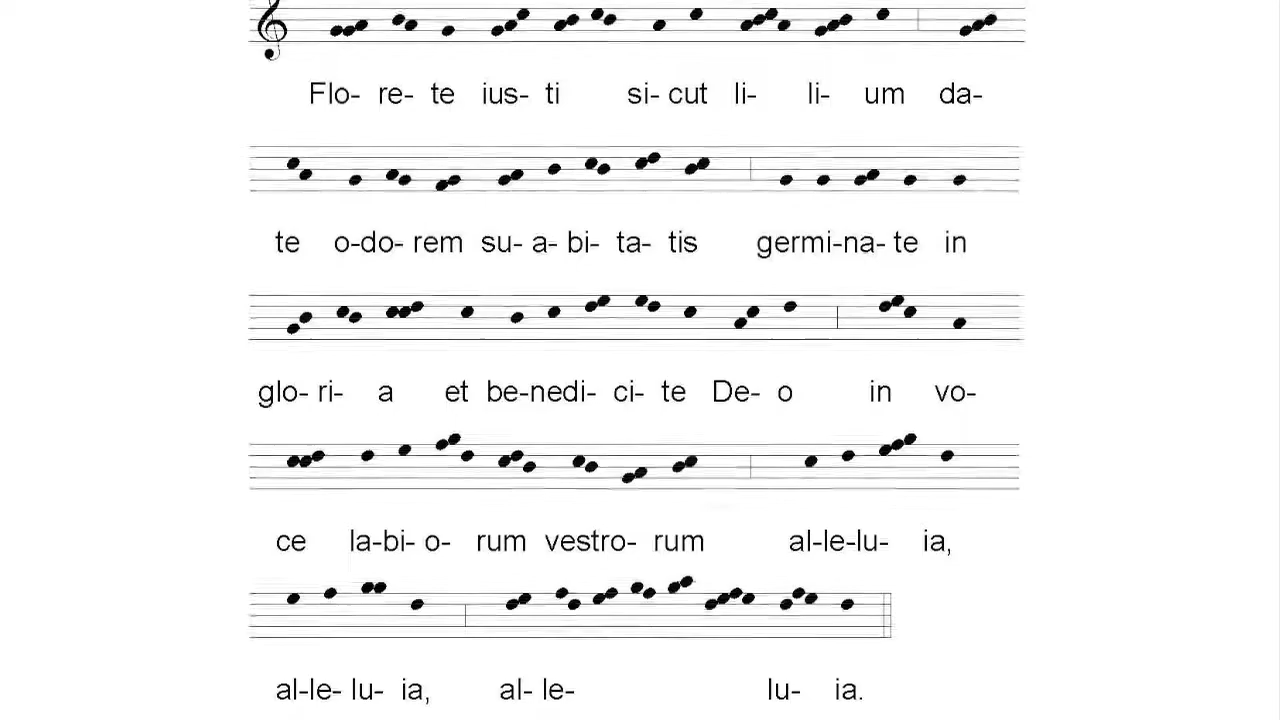 Flo- re- te ius- ti si- cut li- li- um da-
te o-do- rem su- a- bi- ta- tis germi-na- te in
glo- ri- a et be-nedi- ci- te De- o in vo-
ce la-bi- o- rum vestro- rum al-le-lu- ia,
al-le- lu- ia, al- le- lu- ia.